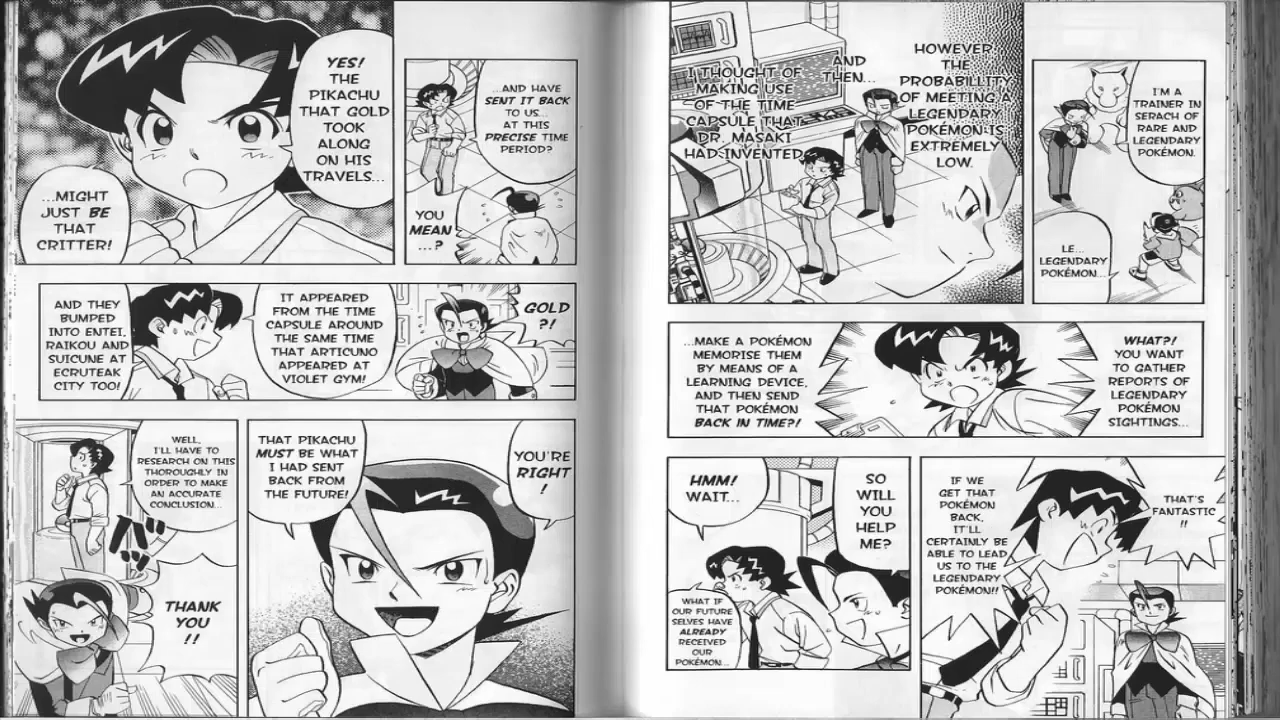 I'M A
TRAINER IN
SERACH OF
RARE AND
LEGENDARY
POKÉMON.
LE...
LEGENDARY
POKÉMON...
HOWEVER
THE
PROBABILLITY
OF MEETING A
LEGENDARY
POKÉMON IS
EXTREMELY
LOW.
AND
THEN...
I THOUGHT OF
MAKING USE
OF THE TIME
CAPSULE THAT
DR. MASAKI
HAD INVENTED
WHAT?!
YOU WANT
TO GATHER
REPORTS OF
LEGENDARY
POKÉMON
SIGHTINGS...
...MAKE A POKÉMON
MEMORISE THEM
BY MEANS OF A
LEARNING DEVICE,
AND THEN SEND
THAT POKÉMON
BACK IN TIME?!
THAT'S
FANTASTIC
!!
IF WE
GET THAT
POKÉMON
BACK,
IT'LL
CERTAINLY BE
ABLE TO LEAD
US TO THE
LEGENDARY
POKÉMON!!
SO
WILL
YOU
HELP
ME?
HMM!
WAIT...
WHAT IF
OUR FUTURE
SELVES HAVE
ALREADY
RECEIVED
OUR
POKÉMON...
...AND HAVE
SENT IT BACK
TO US...
AT THIS
PRECISE TIME
PERIOD?
YOU
MEAN
...?
YES!
THE
PIKACHU
THAT GOLD
TOOK
ALONG
ON HIS
TRAVELS...
...MIGHT
JUST BE
THAT
CRITTER!
GOLD
?!
IT APPEARED
FROM THE TIME
CAPSULE AROUND
THE SAME TIME
THAT ARTICUNO
APPEARED AT
VIOLET GYM!
AND THEY
BUMPED
INTO ENTEI,
RAIKOU AND
SUICUNE AT
ECRUTEAK
CITY TOO!
YOU'RE
RIGHT
!
THAT PIKACHU
MUST BE WHAT
I HAD SENT
BACK FROM
THE FUTURE!
WELL,
I'LL HAVE TO
RESEARCH ON THIS
THOROUGHLY IN
ORDER TO MAKE
AN ACCURATE
CONCLUSION...
ババッ
THANK
YOU
!!